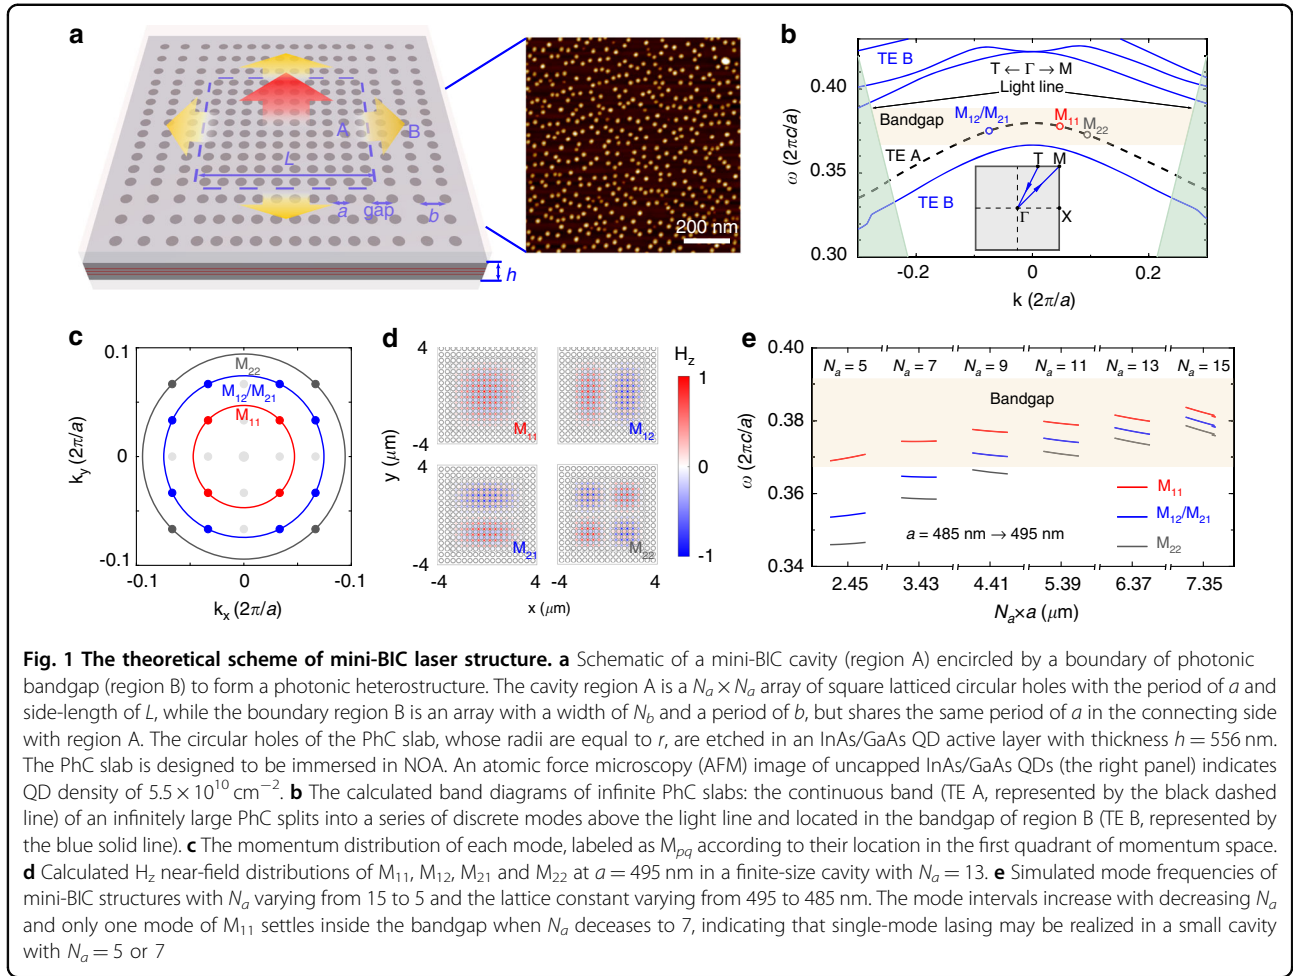 a
A
B
L
a
gap
b
h
200 nm
b
ω (2πc/a)
0.40
0.35
0.30
TE B
T ← Γ → M
Light line
Bandgap
M12/M21
M11
M22
TE A
TE B
T
M
Γ
X
-0.2
0
0.2
k (2π/a)
c
ky (2π/a)
0.1
0
-0.1
M22
M12/M21
M11
-0.1
0
-0.1
kx (2π/a)
d
y (μm)
4
-4
4
-4
M11
M12
M21
M22
-4
4
-4
4
x (μm)
Hz
1
0
-1
e
ω (2πc/a)
0.40
0.38
0.36
0.34
Na = 5
Na = 7
Na = 9
Na = 11
Na = 13
Na = 15
Bandgap
M11
M12/M21
M22
a = 485 nm → 495 nm
2.45
3.43
4.41
5.39
6.37
7.35
Na×a (μm)
Fig. 1 The theoretical scheme of mini-BIC laser structure. a Schematic of a mini-BIC cavity (region A) encircled by a boundary of photonic
bandgap (region B) to form a photonic heterostructure. The cavity region A is a Na × Na array of square latticed circular holes with the period of a and
side-length of L, while the boundary region B is an array with a width of Nb and a period of b, but shares the same period of a in the connecting side
with region A. The circular holes of the PhC slab, whose radii are equal to r, are etched in an InAs/GaAs QD active layer with thickness h = 556 nm.
The PhC slab is designed to be immersed in NOA. An atomic force microscopy (AFM) image of uncapped InAs/GaAs QDs (the right panel) indicates
QD density of 5.5 × 10¹⁰ cm⁻². b The calculated band diagrams of infinite PhC slabs: the continuous band (TE A, represented by the black dashed
line) of an infinitely large PhC splits into a series of discrete modes above the light line and located in the bandgap of region B (TE B, represented by
the blue solid line). c The momentum distribution of each mode, labeled as Mpq according to their location in the first quadrant of momentum space.
d Calculated Hz near-field distributions of M11, M12, M21 and M22 at a = 495 nm in a finite-size cavity with Na = 13. e Simulated mode frequencies of
mini-BIC structures with Na varying from 15 to 5 and the lattice constant varying from 495 to 485 nm. The mode intervals increase with decreasing Na
and only one mode of M11 settles inside the bandgap when Na deceases to 7, indicating that single-mode lasing may be realized in a small cavity
with Na = 5 or 7